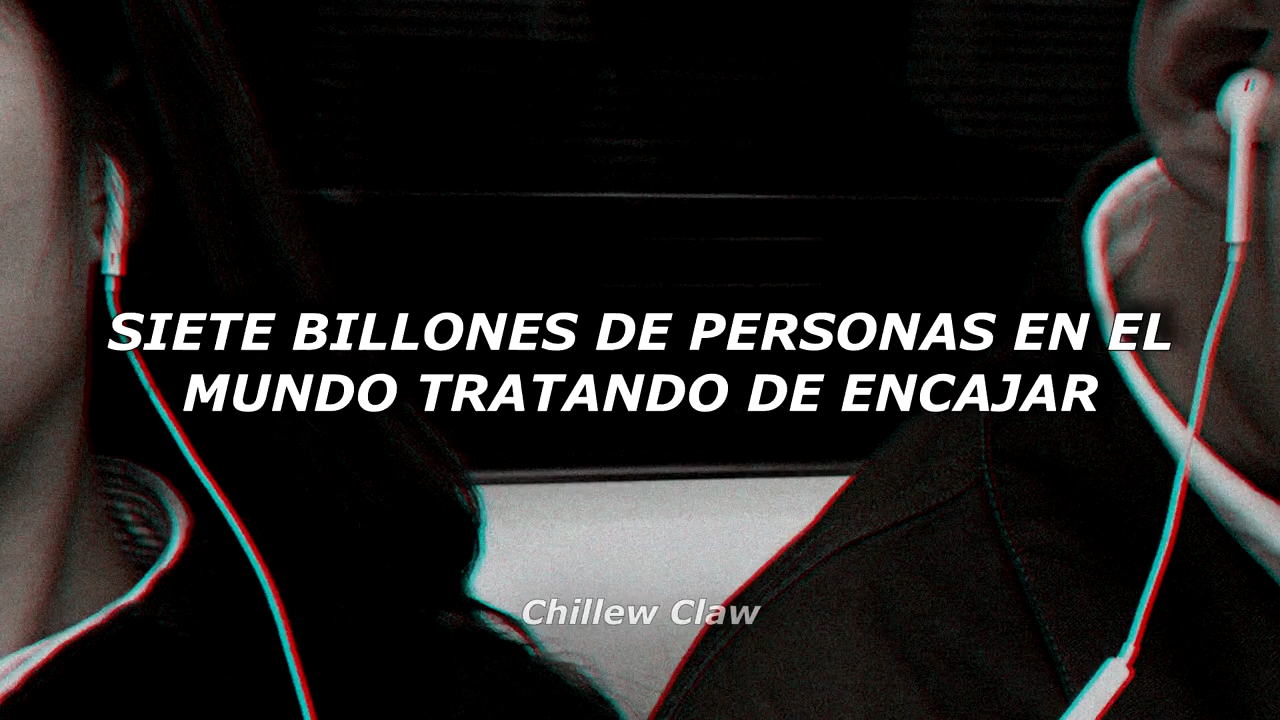 SIETE BILLONES DE PERSONAS EN EL
MUNDO TRATANDO DE ENCAJAR
Chillew Claw